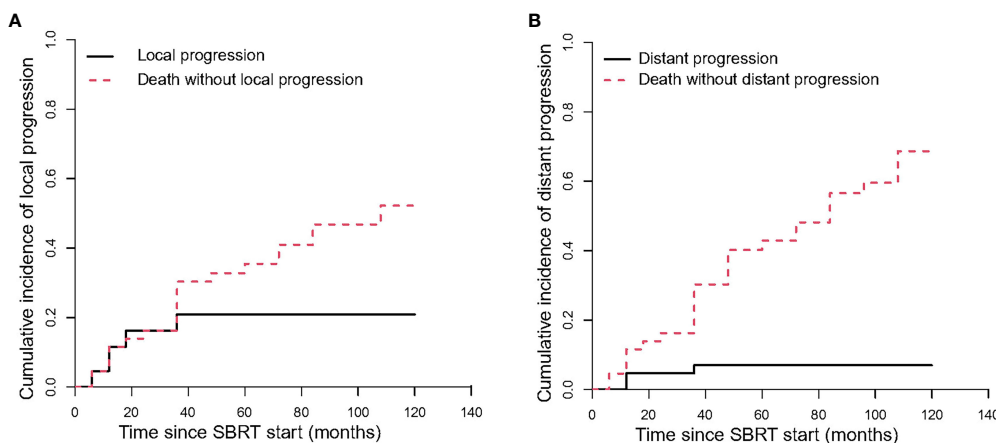 A
Cumulative incidence of local progression
1.0
0.8
0.6
0.4
0.2
0.0
Local progression
Death without local progression
0 20 40 60 80 100 120 140
Time since SBRT start (months)
B
Cumulative incidence of distant progression
1.0
0.8
0.6
0.4
0.2
0.0
Distant progression
Death without distant progression
0 20 40 60 80 100 120 140
Time since SBRT start (months)